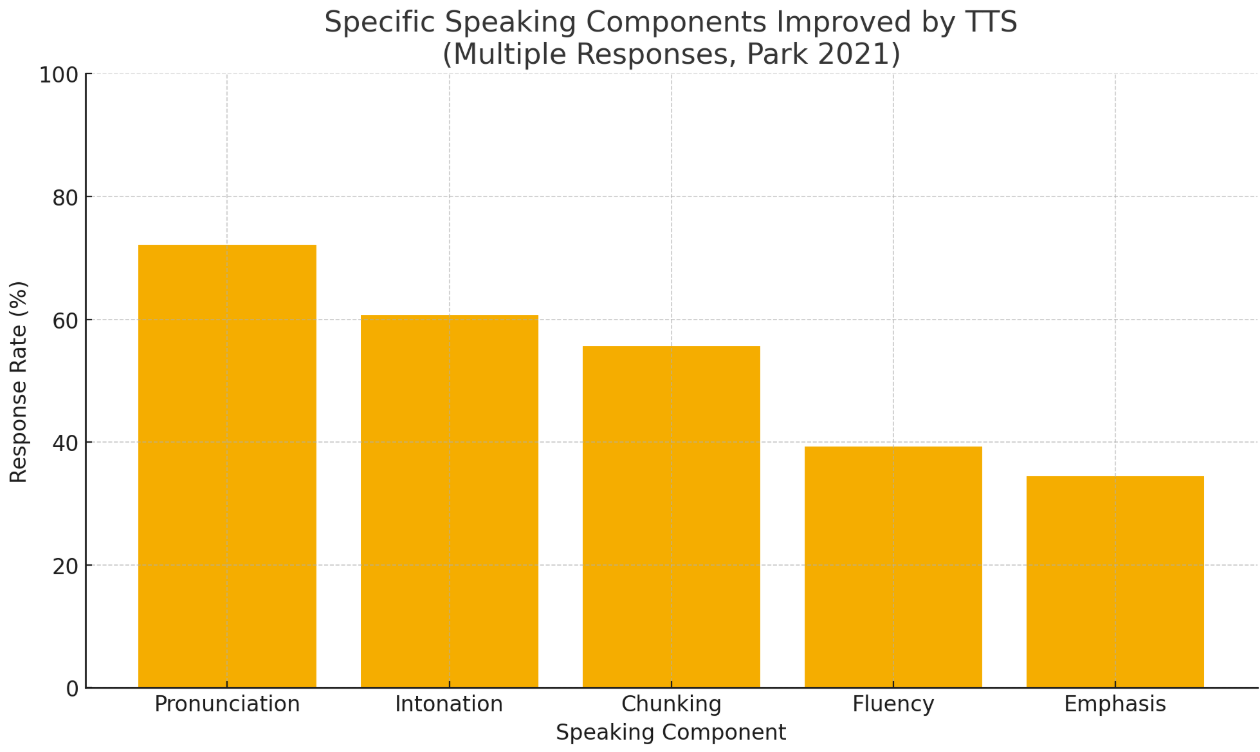 Specific Speaking Components Improved by TTS
(Multiple Responses, Park 2021)
100
80
60
40
20
0
Response Rate (%)
Pronunciation
Intonation
Chunking
Fluency
Emphasis
Speaking Component